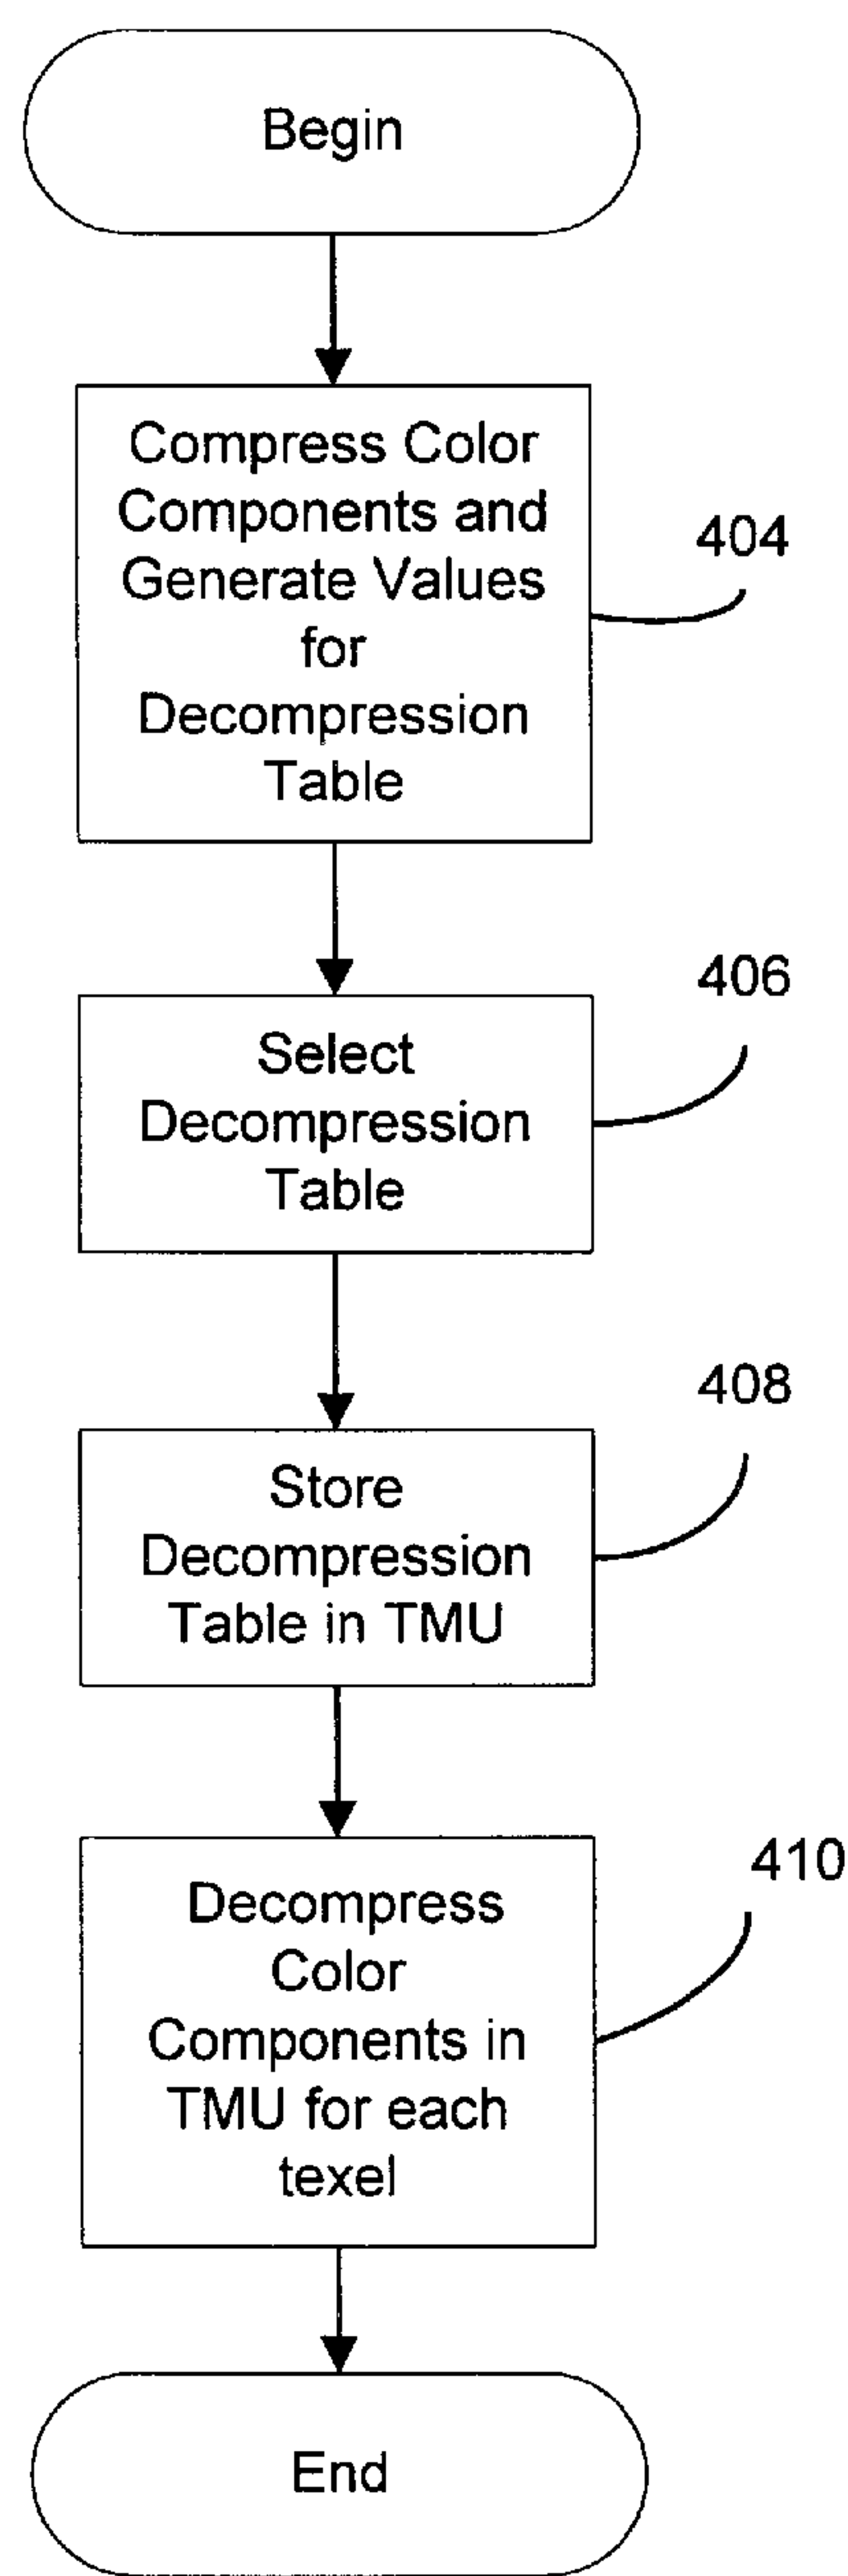 Begin
Compress Color
Components and
Generate Values
for
Decompression
Table
404
Select
Decompression
Table
406
Store
Decompression
Table in TMU
408
Decompress
Color
Components in
TMU for each
texel
410
End